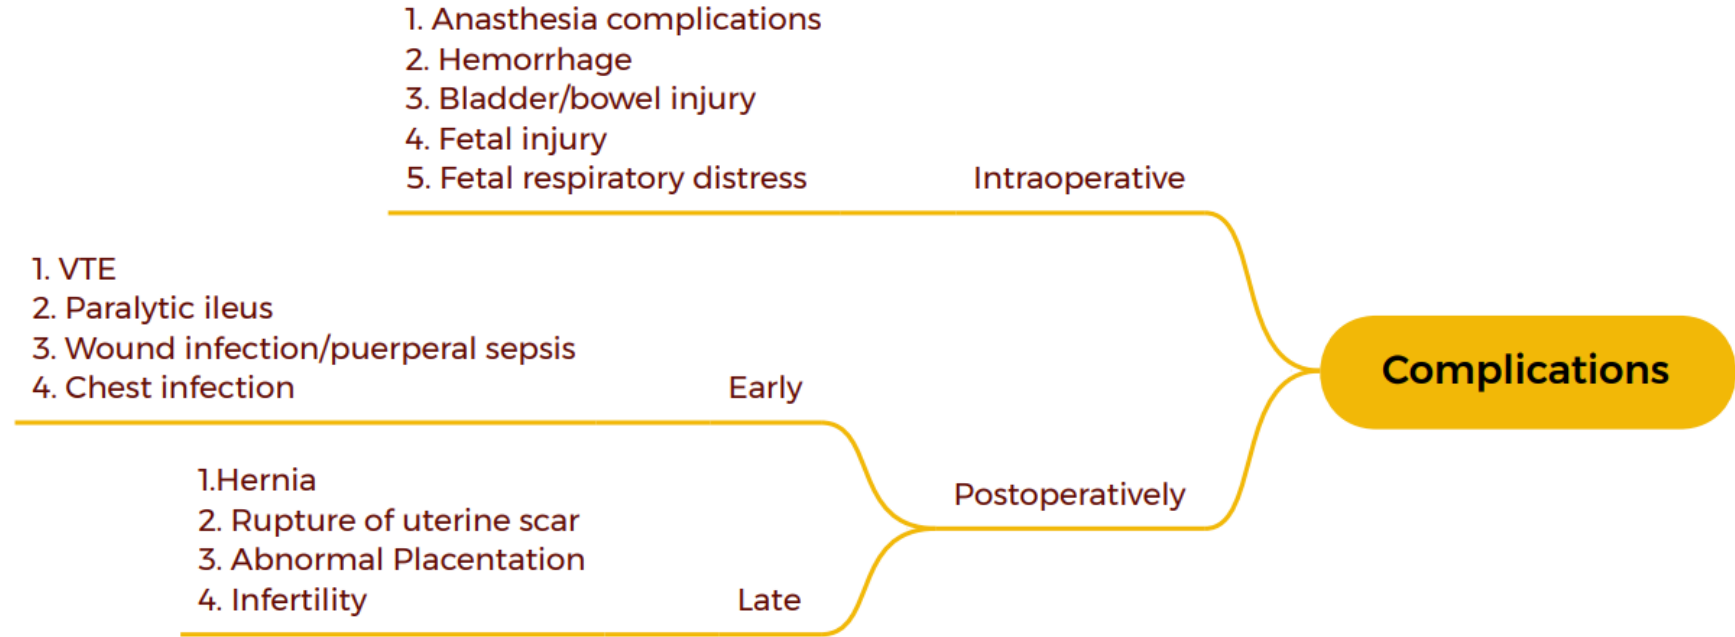 1. Anasthesia complications
2. Hemorrhage
3. Bladder/bowel injury
4. Fetal injury
5. Fetal respiratory distress
Intraoperative
1. VTE
2. Paralytic ileus
3. Wound infection/puerperal sepsis
4. Chest infection
Early
Complications
1.Hernia
2. Rupture of uterine scar
3. Abnormal Placentation
4. Infertility
Late
Postoperatively